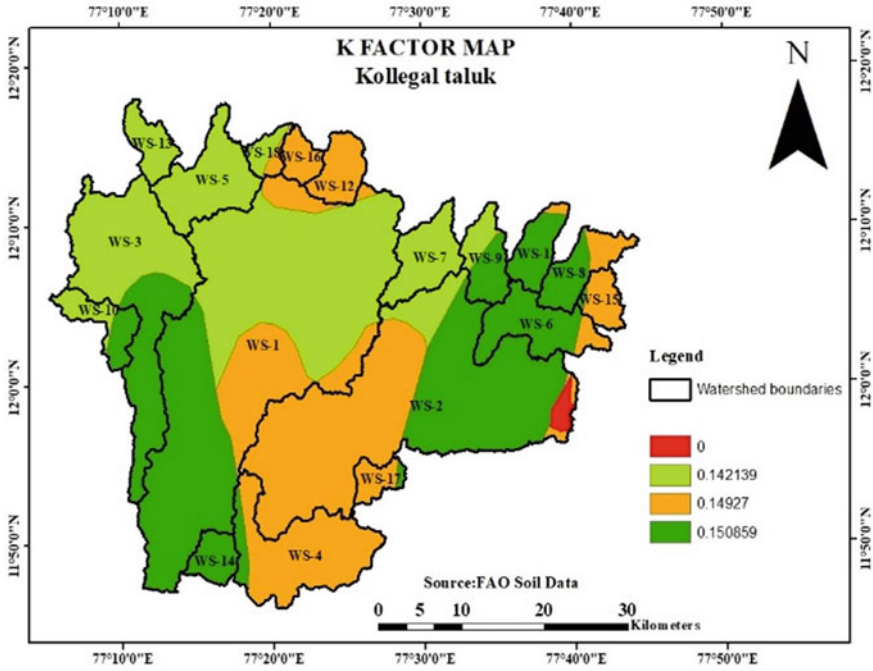 77°10'0"E 77°20'0"E 77°30'0"E 77°40'0"E 77°50'0"E
K FACTOR MAP
Kollegal taluk
N
12°20'0"N 12°20'0"N
WS-13
WS-18
WS-16
WS-5
WS-12
12°10'0"N 12°10'0"N
WS-3
WS-7
WS-9
WS-1
WS-8
WS-15
WS-10
WS-6
WS-1
Legend
Watershed boundaries
12°0'0"N 12°0'0"N
WS-2
0
0.142139
WS-17
0.14927
0.150859
11°50'0"N 11°50'0"N
WS-14
WS-4
Source:FAO Soil Data
0 5 10 20 30
Kilometers
77°10'0"E 77°20'0"E 77°30'0"E 77°40'0"E 77°50'0"E